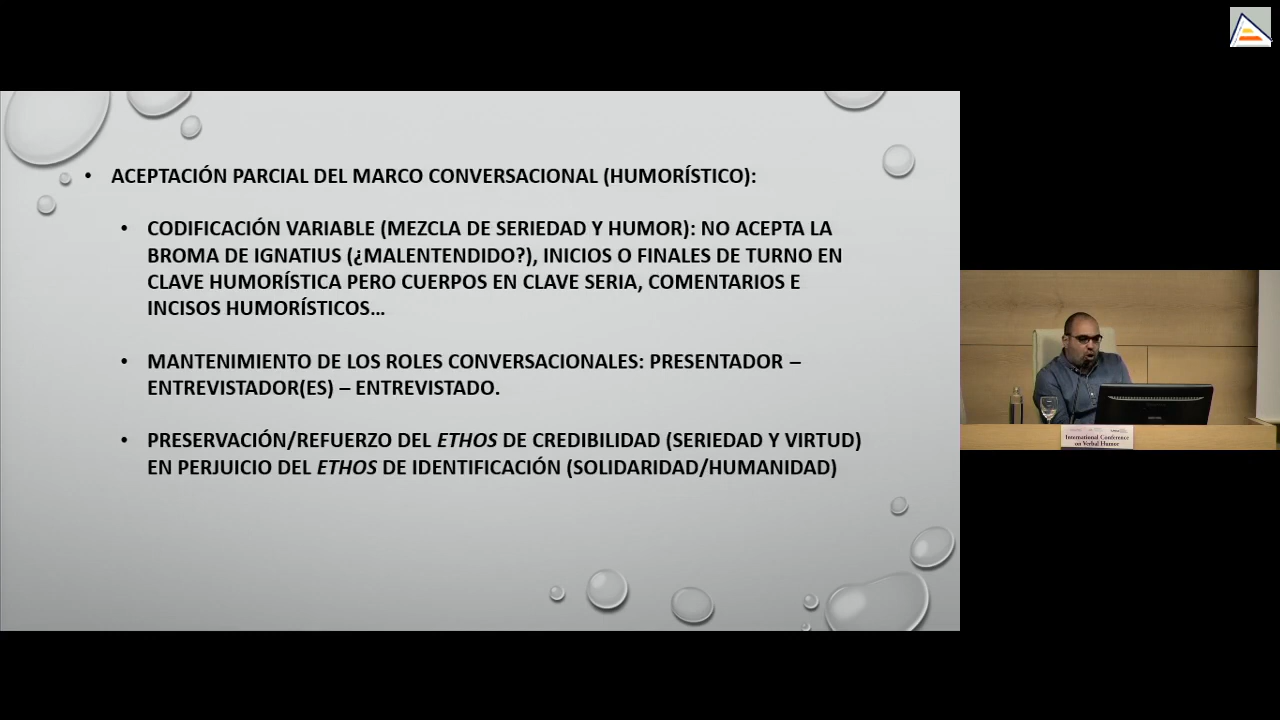 • ACEPTACIÓN PARCIAL DEL MARCO CONVERSACIONAL (HUMORÍSTICO):
• CODIFICACIÓN VARIABLE (MEZCLA DE SERIEDAD Y HUMOR): NO ACEPTA LA
BROMA DE IGNATIUS (¿MALENTENDIDO?), INICIOS O FINALES DE TURNO EN
CLAVE HUMORÍSTICA PERO CUERPOS EN CLAVE SERIA, COMENTARIOS E
INCISOS HUMORÍSTICOS…
• MANTENIMIENTO DE LOS ROLES CONVERSACIONALES: PRESENTADOR –
ENTREVISTADOR(ES) – ENTREVISTADO.
• PRESERVACIÓN/REFUERZO DEL ETHOS DE CREDIBILIDAD (SERIEDAD Y VIRTUD)
EN PERJUICIO DEL ETHOS DE IDENTIFICACIÓN (SOLIDARIDAD/HUMANIDAD)
International Conference
on Verbal Humor